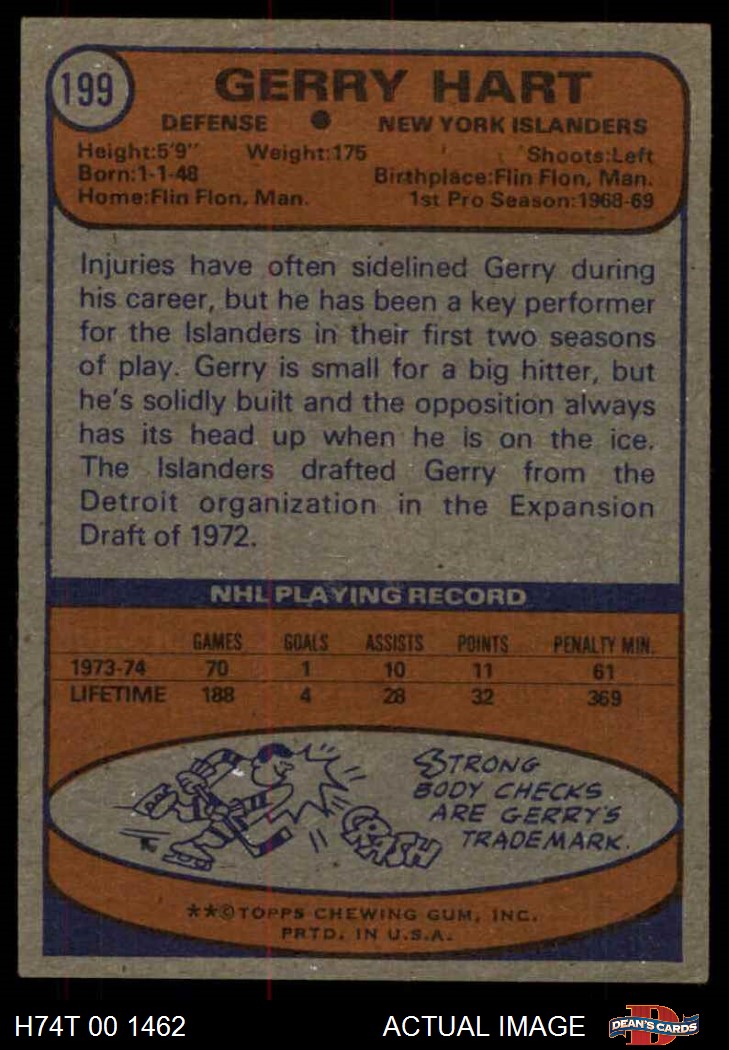 199
GERRY HART
DEFENSE ● NEW YORK ISLANDERS
Height:5'9" Weight:175 Shoots:Left
Born:1-1-48 Birthplace:Flin Flon, Man.
Home:Flin Flon, Man. 1st Pro Season:1968-69
Injuries have often sidelined Gerry during
his career, but he has been a key performer
for the Islanders in their first two seasons
of play. Gerry is small for a big hitter, but
he's solidly built and the opposition always
has its head up when he is on the ice.
The Islanders drafted Gerry from the
Detroit organization in the Expansion
Draft of 1972.
NHL PLAYING RECORD
GAMES GOALS ASSISTS POINTS PENALTY MIN.
1973-74 70 1 10 11 61
LIFETIME 188 4 28 32 369
STRONG
BODY CHECKS
ARE GERRY'S
TRADEMARK.
CRASH
**©TOPPS CHEWING GUM, INC.
PRTD. IN U.S.A.
H74T 00 1462 ACTUAL IMAGE DEAN'S CARDS